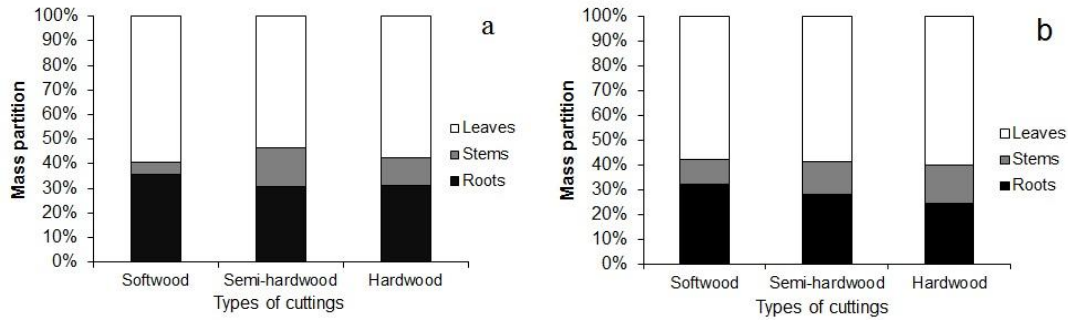 a
Mass partition
100%
90%
80%
70%
60%
50%
40%
30%
20%
10%
0%
Softwood
Semi-hardwood
Hardwood
Types of cuttings
Leaves
Stems
Roots
b
Mass partition
100%
90%
80%
70%
60%
50%
40%
30%
20%
10%
0%
Softwood
Semi-hardwood
Hardwood
Types of cuttings
Leaves
Stems
Roots